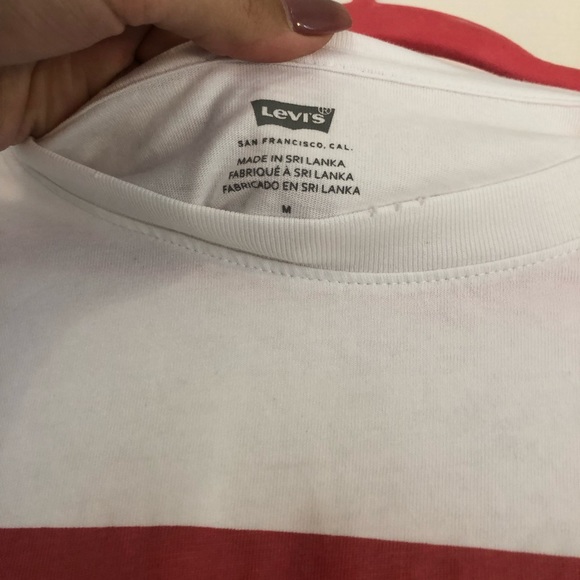 Levi's®
SAN FRANCISCO, CAL.
MADE IN SRI LANKA
FABRIQUÉ À SRI LANKA
FABRICADO EN SRI LANKA
M